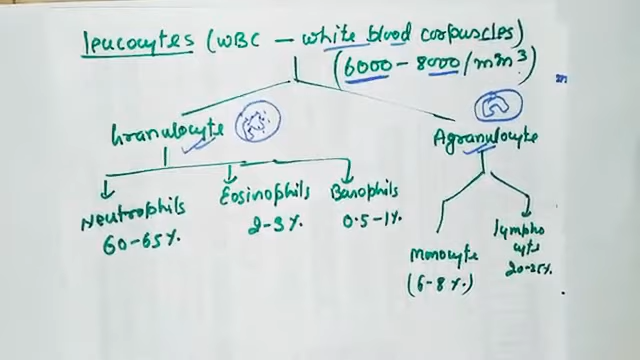 leucocytes (WBC – white blood corpuscles)
(6000 – 8000/mm³)
Granulocyte
Agranulocyte
Neutrophils
60-65%.
Eosinophils
2-3%.
Basophils
0.5-1%.
Monocyte
(6-8%.)
lympho
cyte
20-25%.